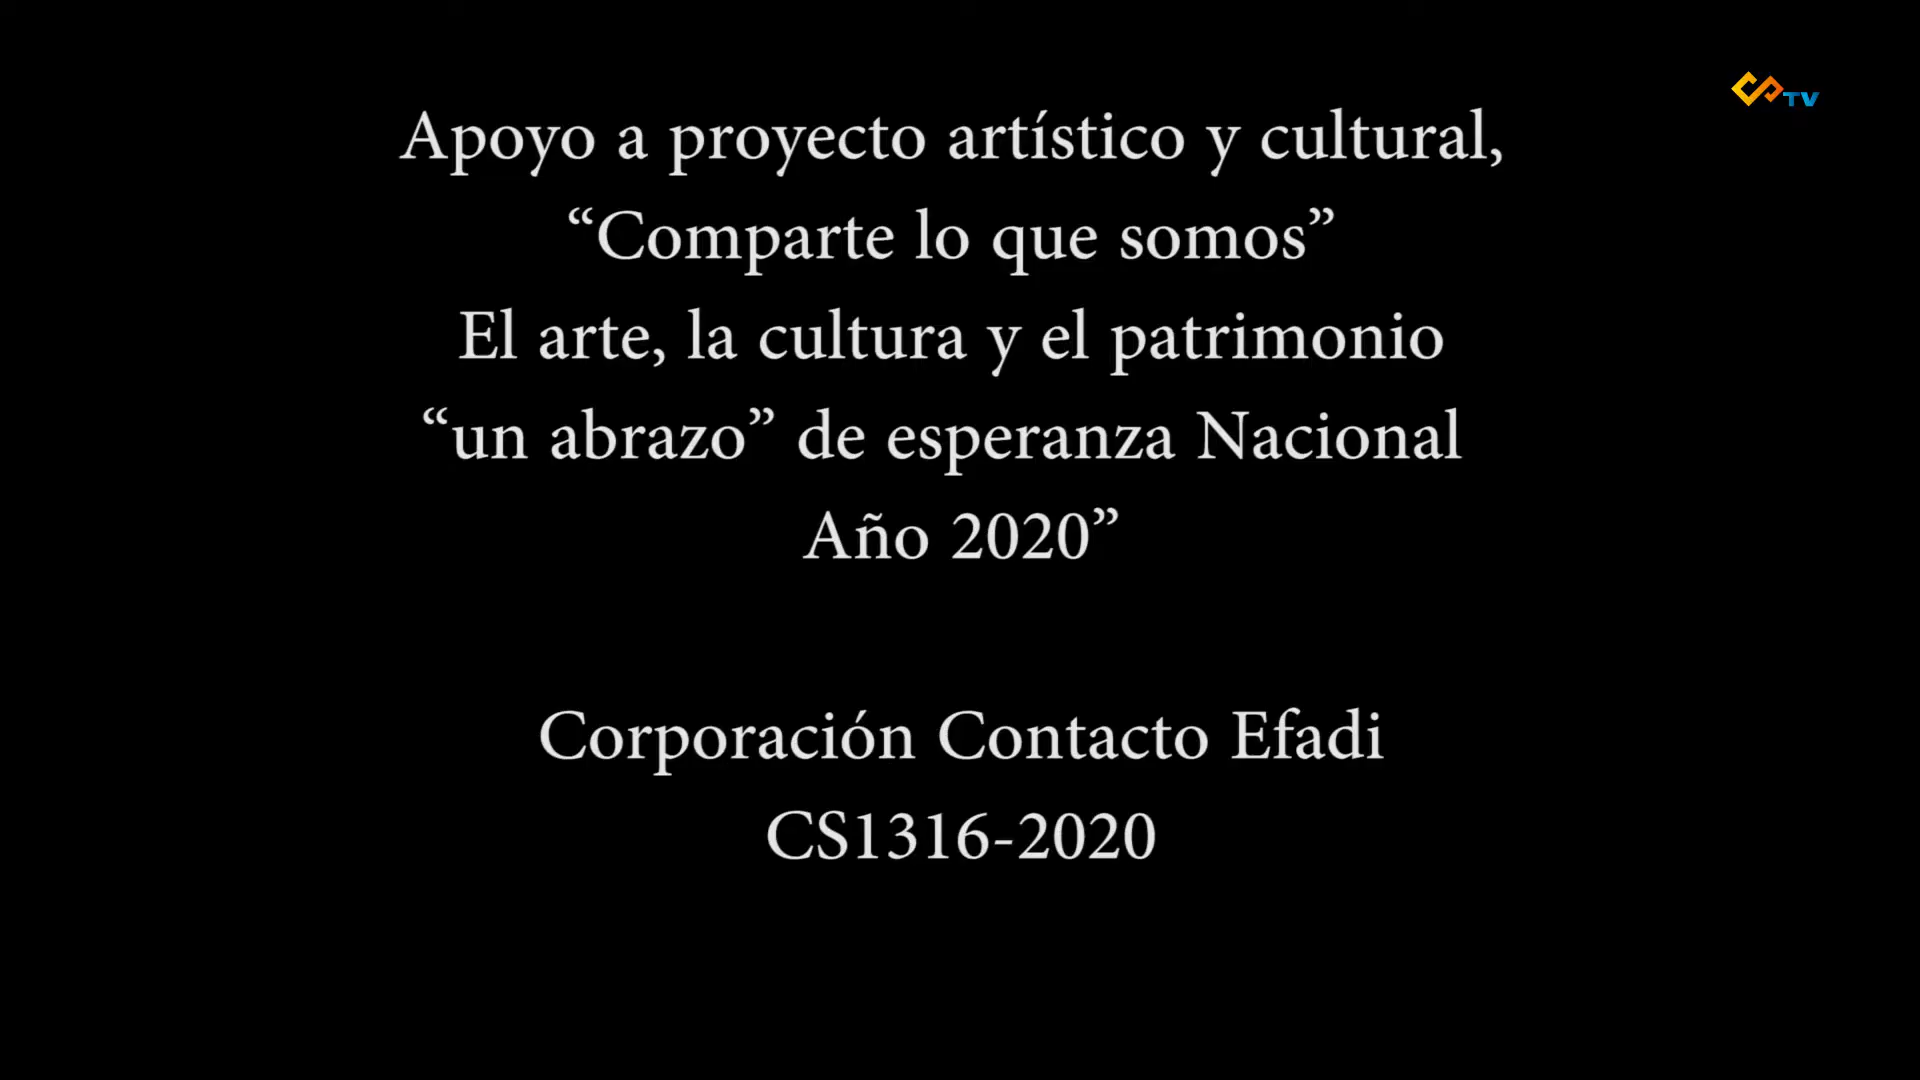 TV
Apoyo a proyecto artístico y cultural,
“Comparte lo que somos”
El arte, la cultura y el patrimonio
“un abrazo” de esperanza Nacional
Año 2020”
Corporación Contacto Efadi
CS1316-2020